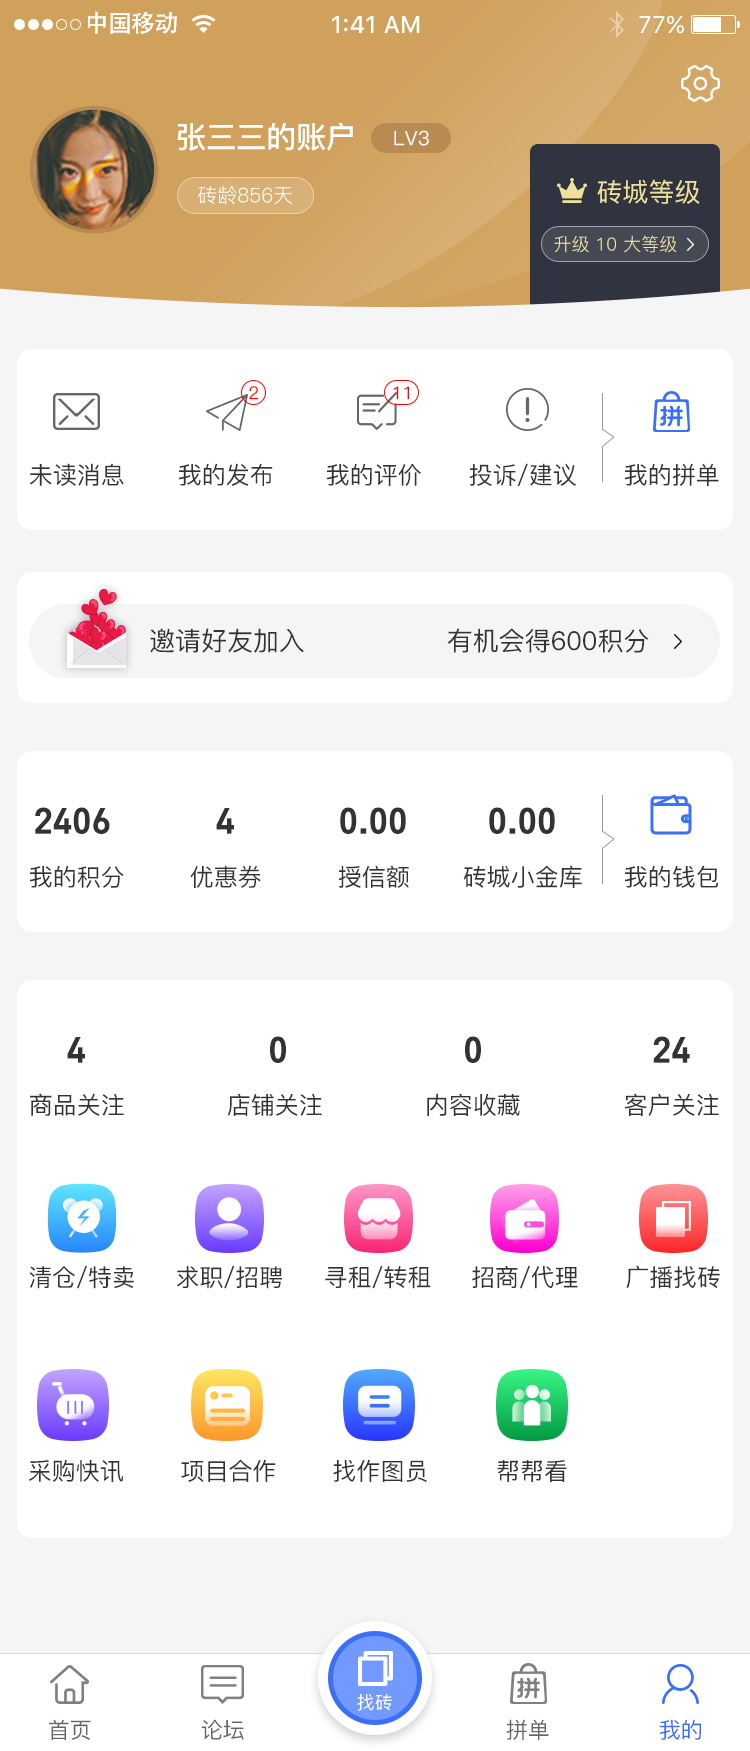 中国移动 1:41 AM 77%
张三三的账户 LV3
砖龄856天
砖城等级
升级 10 大等级
2 11 拼
未读消息 我的发布 我的评价 投诉/建议 我的拼单
邀请好友加入 有机会得600积分
2406 4 0.00 0.00
我的积分 优惠券 授信额 砖城小金库 我的钱包
4 0 0 24
商品关注 店铺关注 内容收藏 客户关注
清仓/特卖 求职/招聘 寻租/转租 招商/代理 广播找砖
采购快讯 项目合作 找作图员 帮帮看
拼
首页 论坛 找砖 拼单 我的